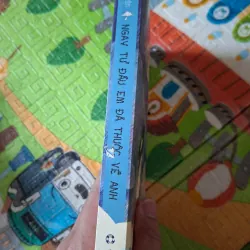 NGAY TỪ ĐẦU EM ĐÃ THUỘC VỀ ANH